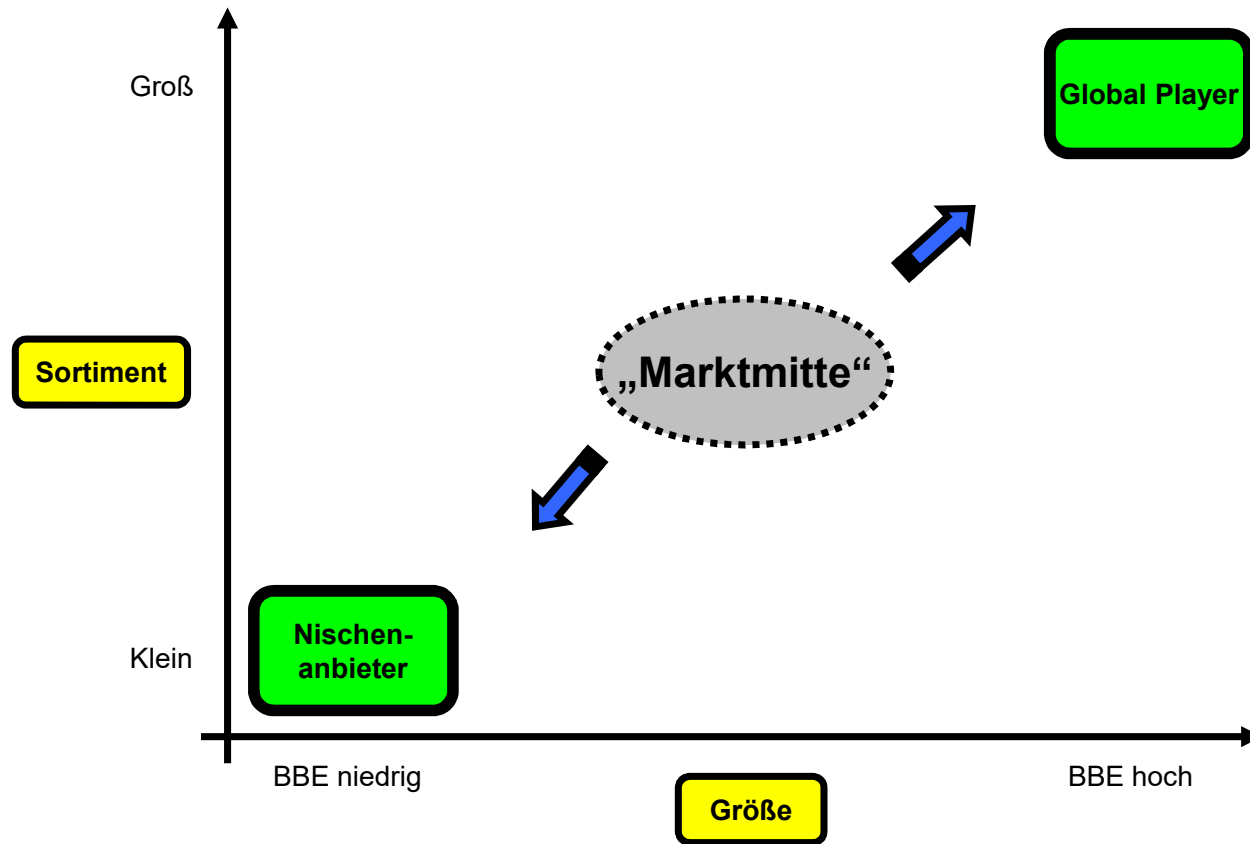 Groß
Global Player
Sortiment
„Marktmitte“
Nischen-
anbieter
Klein
BBE niedrig
BBE hoch
Größe